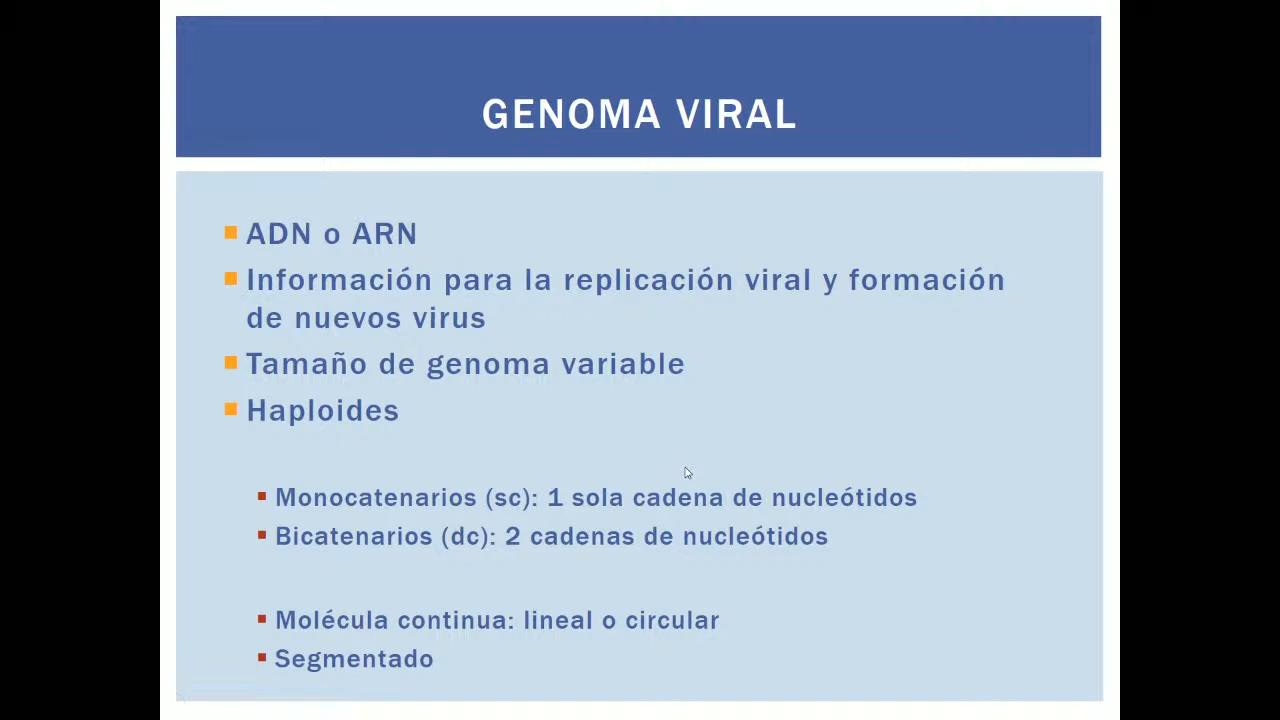 GENOMA VIRAL
ADN o ARN
Información para la replicación viral y formación
de nuevos virus
Tamaño de genoma variable
Haploides
Monocatenarios (sc): 1 sola cadena de nucleótidos
Bicatenarios (dc): 2 cadenas de nucleótidos
Molécula continua: lineal o circular
Segmentado